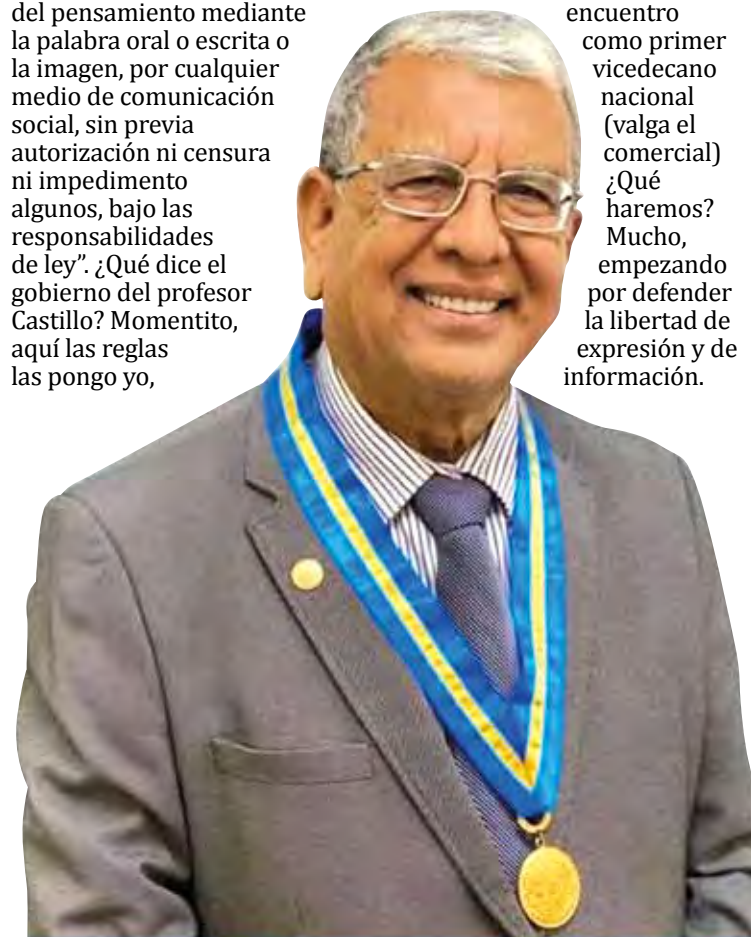 del pensamiento mediante
la palabra oral o escrita o
la imagen, por cualquier
medio de comunicación
social, sin previa
autorización ni censura
ni impedimento
algunos, bajo las
responsabilidades
de ley”. ¿Qué dice el
gobierno del profesor
Castillo? Momentito,
aquí las reglas
las pongo yo,
encuentro
como primer
vicedecano
nacional
(valga el
comercial)
¿Qué
haremos?
Mucho,
empezando
por defender
la libertad de
expresión y de
información.